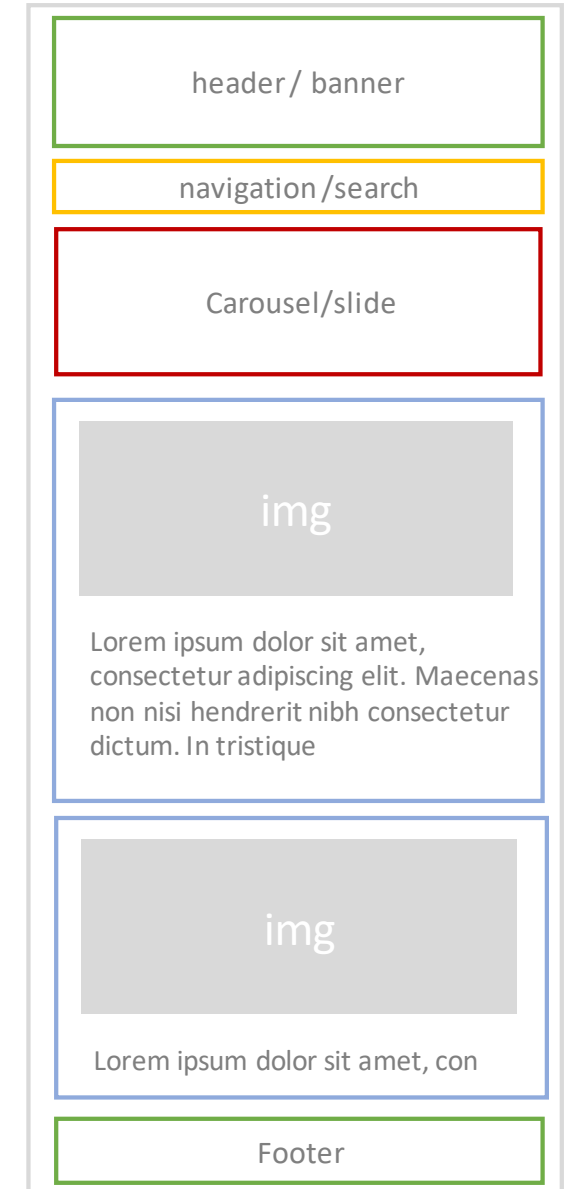 header / banner
navigation /search
Carousel/slide
img
Lorem ipsum dolor sit amet,
consectetur adipiscing elit. Maecenas
non nisi hendrerit nibh consectetur
dictum. In tristique
img
Lorem ipsum dolor sit amet, con
Footer